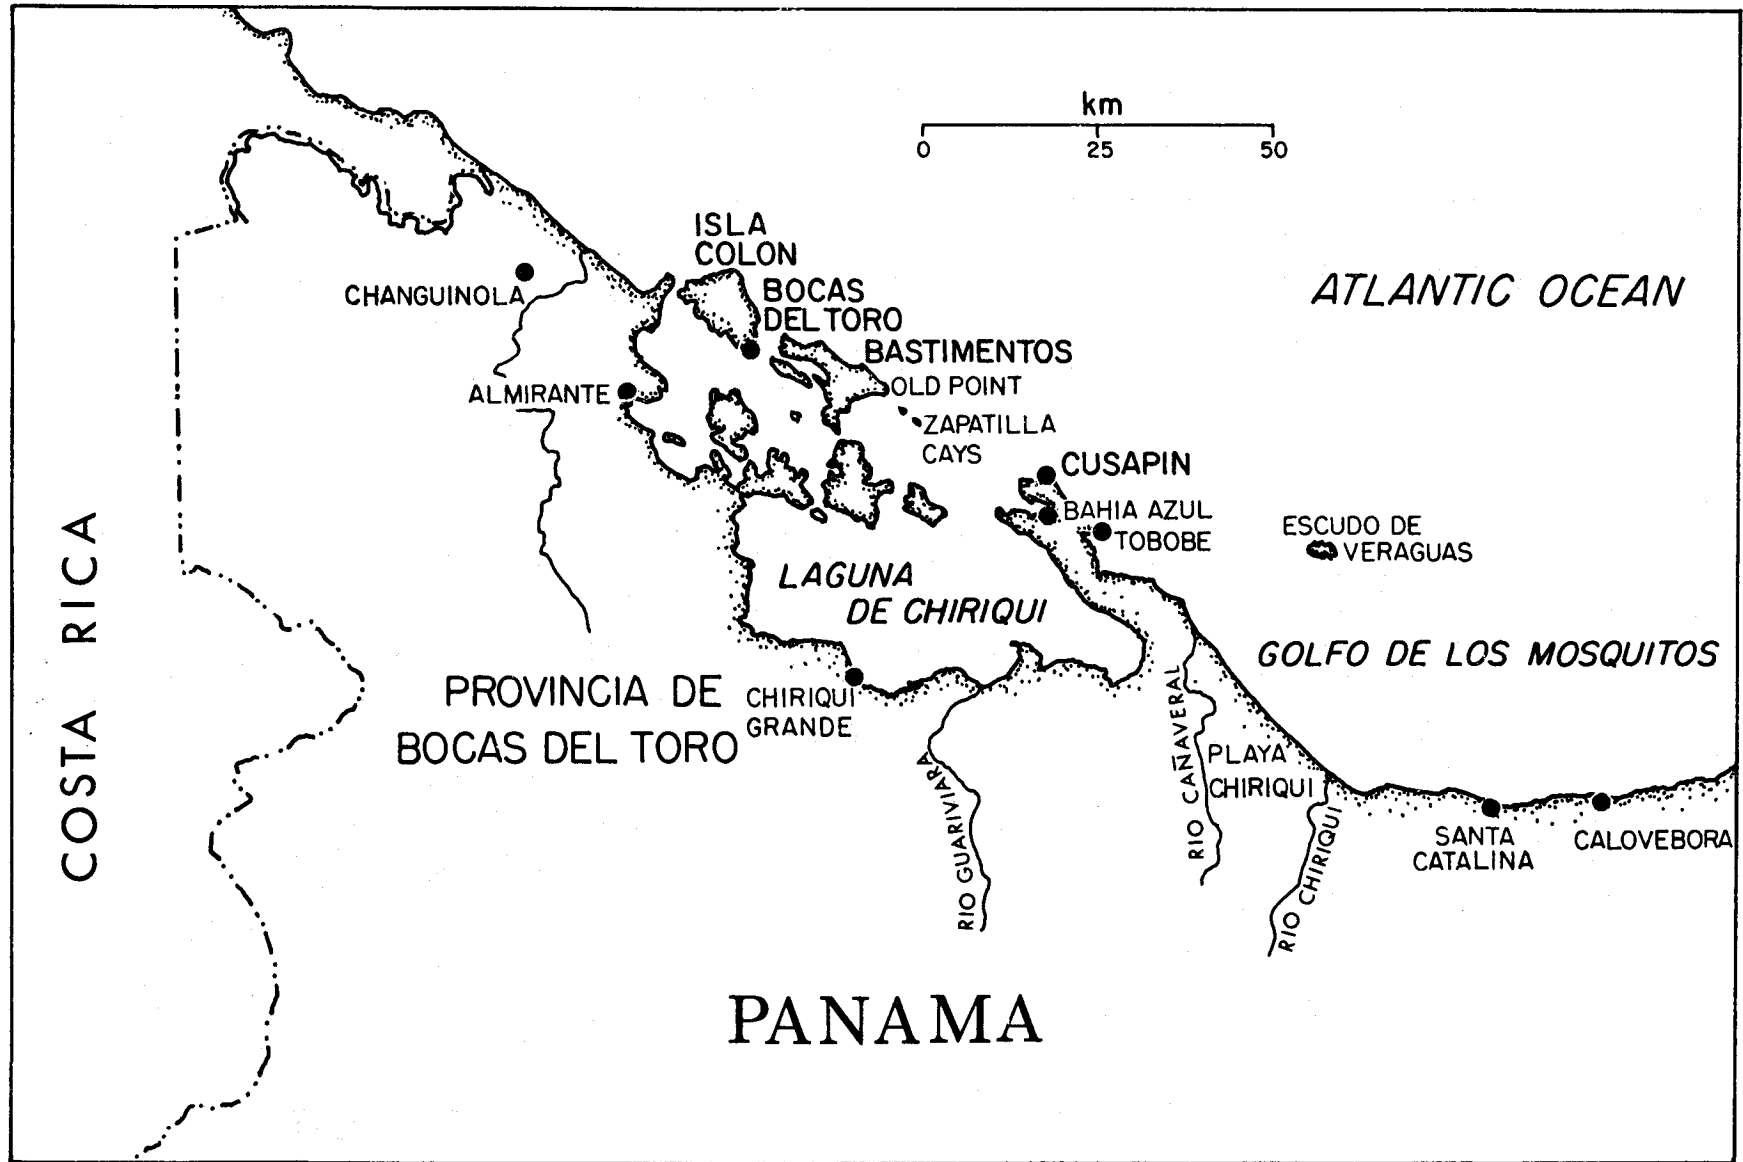 km
0 25 50
ISLA
COLON
BOCAS
DEL TORO
CHANGUINOLA
ATLANTIC OCEAN
BASTIMENTOS
OLD POINT
ALMIRANTE
ZAPATILLA
CAYS
CUSAPIN
BAHIA AZUL
TOBOBE
ESCUDO DE
VERAGUAS
LAGUNA
DE CHIRIQUI
GOLFO DE LOS MOSQUITOS
COSTA RICA
PROVINCIA DE
BOCAS DEL TORO
CHIRIQUI
GRANDE
RIO GUARIVIARA
RIO CAÑAVERAL
PLAYA
CHIRIQUI
RIO CHIRIQUI
SANTA
CATALINA
CALOVEBORA
PANAMA